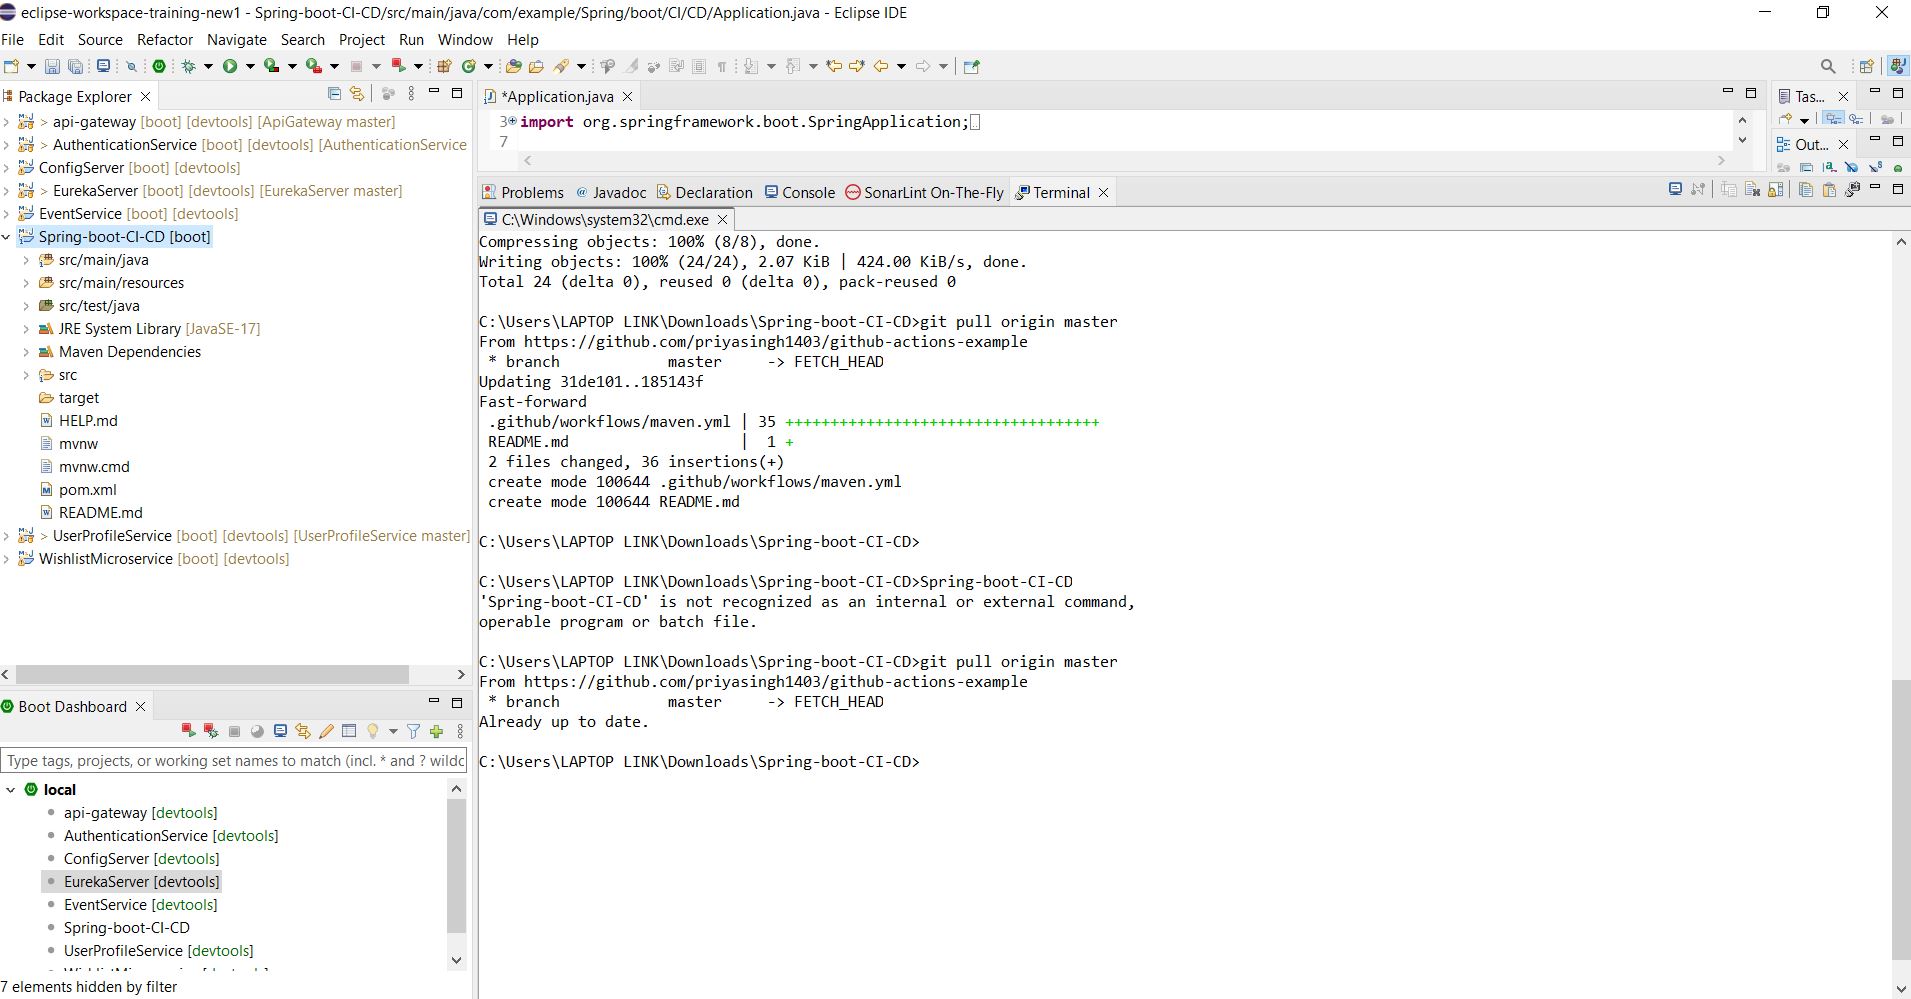 eclipse-workspace-training-new1 - Spring-boot-CI-CD/src/main/java/com/example/Spring/boot/CI/CD/Application.java - Eclipse IDE
File Edit Source Refactor Navigate Search Project Run Window Help
Package Explorer
> api-gateway [boot] [devtools] [ApiGateway master]
> AuthenticationService [boot] [devtools] [AuthenticationService
ConfigServer [boot] [devtools]
> EurekaServer [boot] [devtools] [EurekaServer master]
EventService [boot] [devtools]
Spring-boot-CI-CD [boot]
src/main/java
src/main/resources
src/test/java
JRE System Library [JavaSE-17]
Maven Dependencies
src
target
HELP.md
mvnw
mvnw.cmd
pom.xml
README.md
> UserProfileService [boot] [devtools] [UserProfileService master]
WishlistMicroservice [boot] [devtools]
Boot Dashboard
Type tags, projects, or working set names to match (incl. * and ? wildc
local
api-gateway [devtools]
AuthenticationService [devtools]
ConfigServer [devtools]
EurekaServer [devtools]
EventService [devtools]
Spring-boot-CI-CD
UserProfileService [devtools]
7 elements hidden by filter
*Application.java
3 import org.springframework.boot.SpringApplication;
7
Tas...
Out...
Problems @ Javadoc Declaration Console SonarLint On-The-Fly Terminal
C:\Windows\system32\cmd.exe
Compressing objects: 100% (8/8), done.
Writing objects: 100% (24/24), 2.07 KiB | 424.00 KiB/s, done.
Total 24 (delta 0), reused 0 (delta 0), pack-reused 0
C:\Users\LAPTOP LINK\Downloads\Spring-boot-CI-CD>git pull origin master
From https://github.com/priyasingh1403/github-actions-example
* branch master -> FETCH_HEAD
Updating 31de101..185143f
Fast-forward
.github/workflows/maven.yml | 35 +++++++++++++++++++++++++++++++++++
README.md | 1 +
2 files changed, 36 insertions(+)
create mode 100644 .github/workflows/maven.yml
create mode 100644 README.md
C:\Users\LAPTOP LINK\Downloads\Spring-boot-CI-CD>
C:\Users\LAPTOP LINK\Downloads\Spring-boot-CI-CD>Spring-boot-CI-CD
'Spring-boot-CI-CD' is not recognized as an internal or external command,
operable program or batch file.
C:\Users\LAPTOP LINK\Downloads\Spring-boot-CI-CD>git pull origin master
From https://github.com/priyasingh1403/github-actions-example
* branch master -> FETCH_HEAD
Already up to date.
C:\Users\LAPTOP LINK\Downloads\Spring-boot-CI-CD>